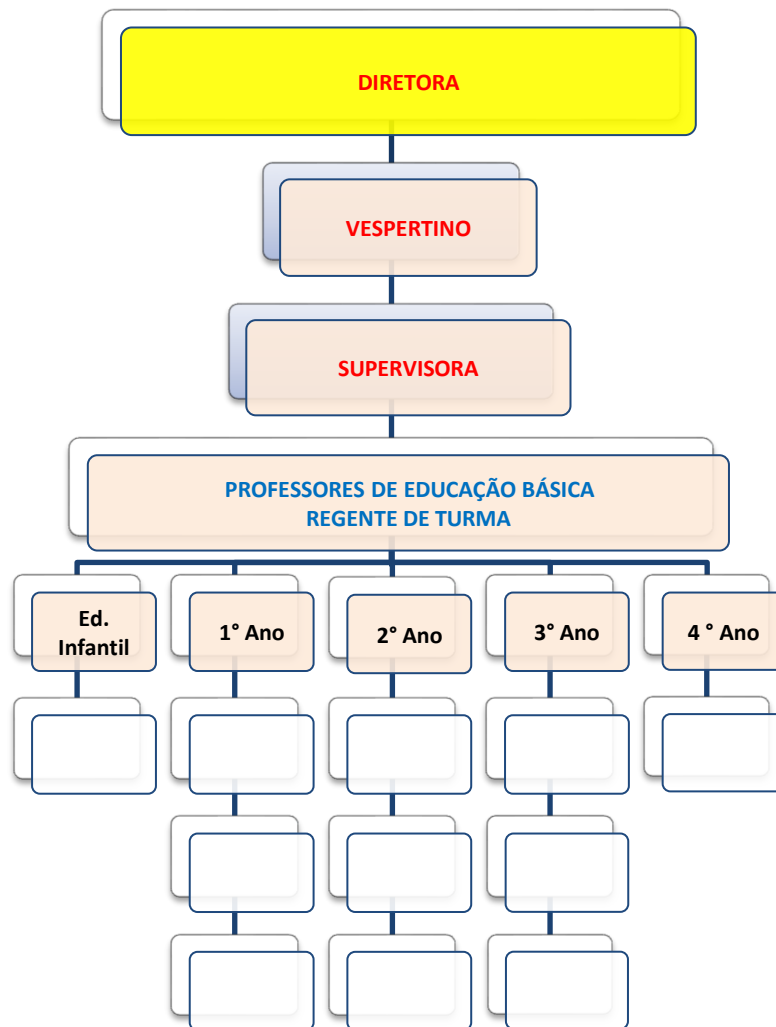 DIRETORA
VESPERTINO
SUPERVISORA
PROFESSORES DE EDUCAÇÃO BÁSICA
REGENTE DE TURMA
Ed.
Infantil
1° Ano
2° Ano
3° Ano
4 ° Ano